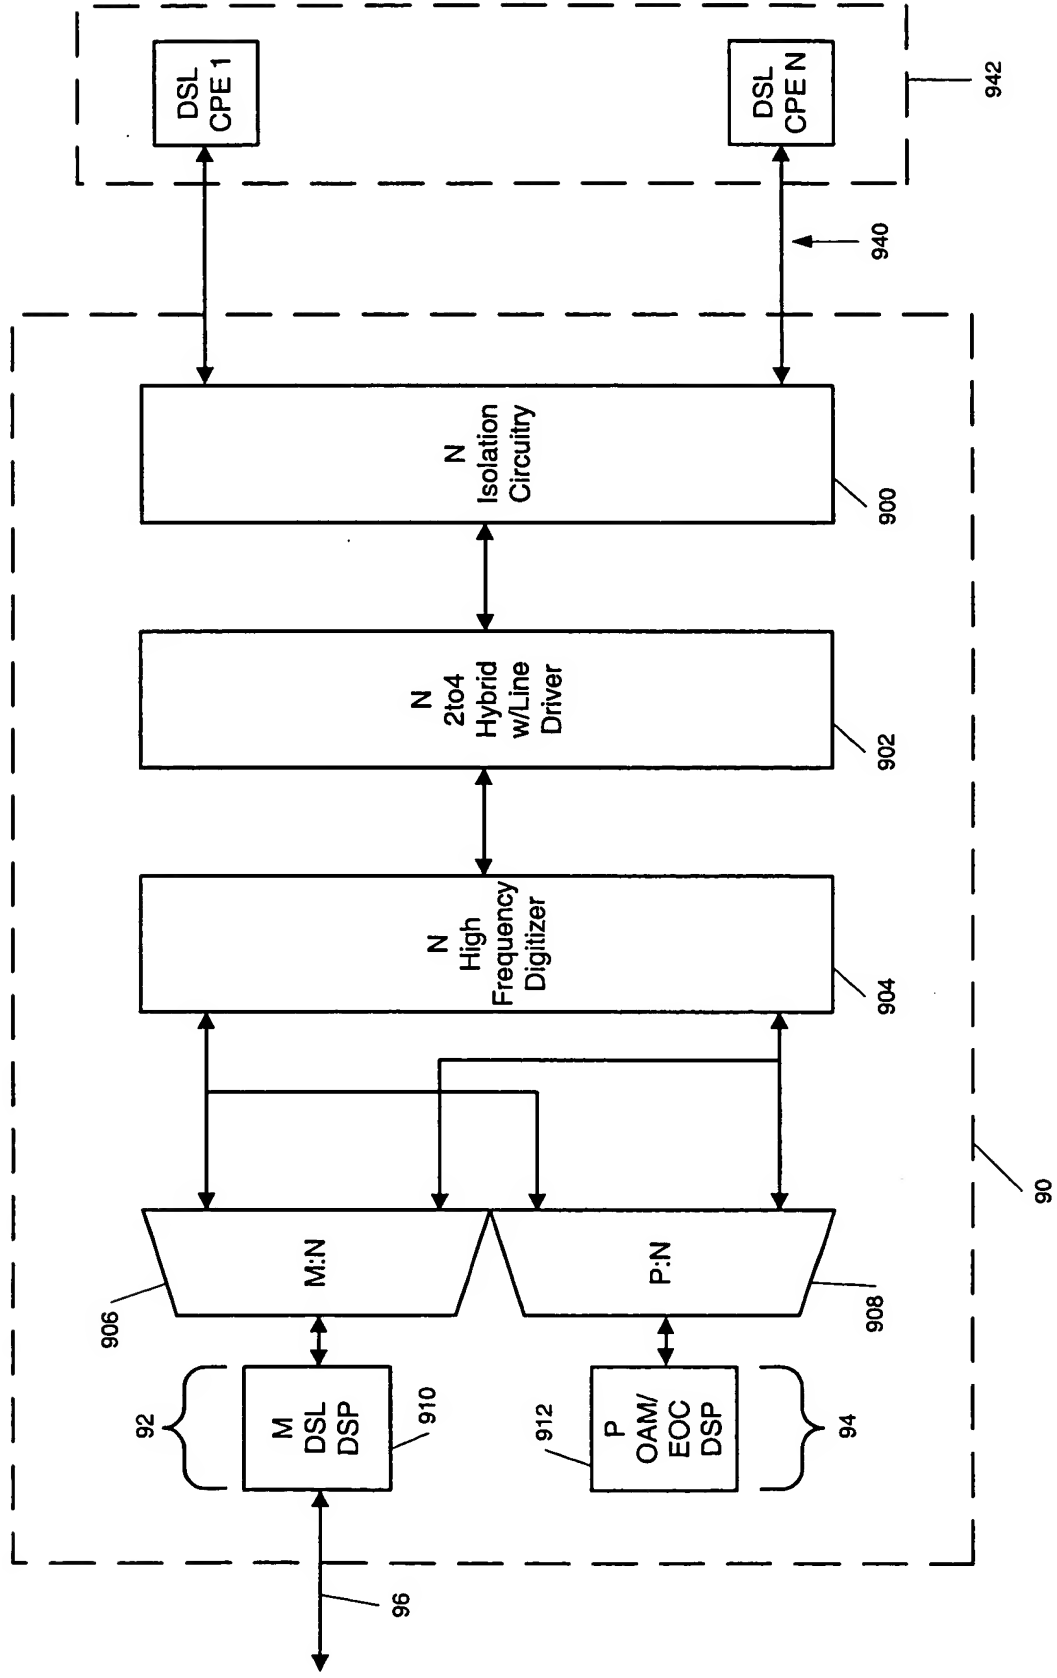 96
92
M
DSL
DSP
910
912
P
OAM/
EOC
DSP
94
906
M:N
P:N
908
N
High
Frequency
Digitizer
904
N
2to4
Hybrid
w/Line
Driver
902
N
Isolation
Circuitry
900
90
940
DSL
CPE 1
DSL
CPE N
942